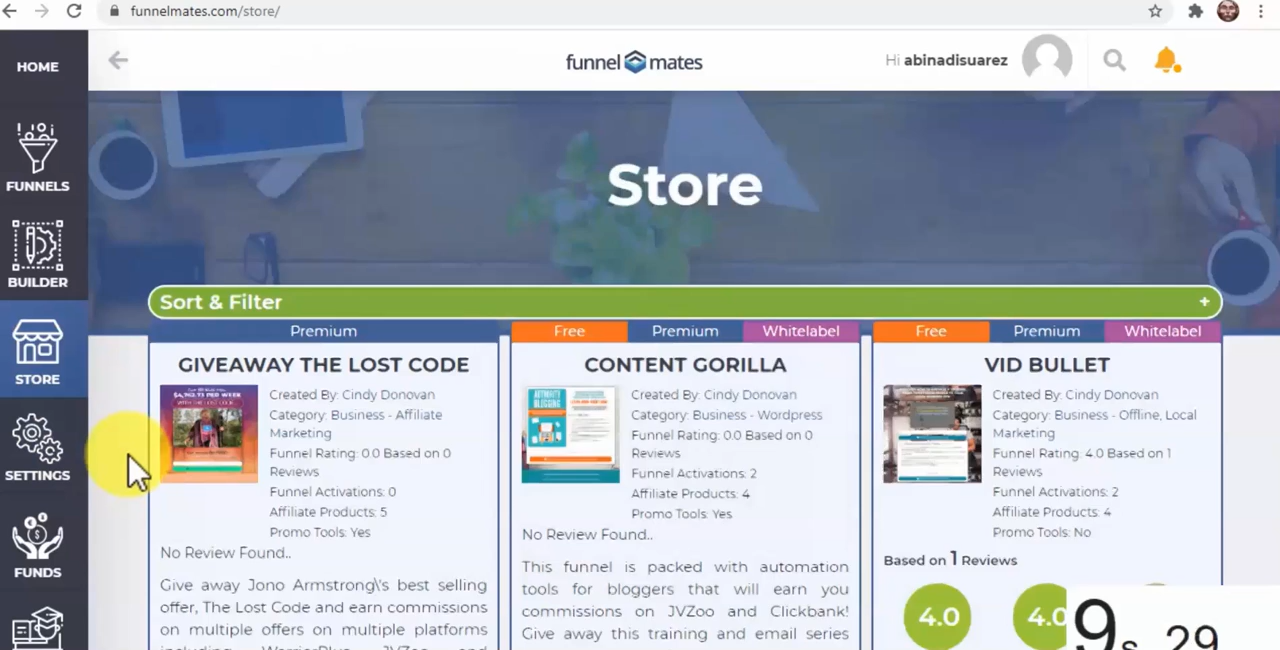 funnelmates.com/store/
HOME
funnel mates
Hi abinadisuarez
FUNNELS
BUILDER
STORE
SETTINGS
FUNDS
Store
Sort & Filter +
Premium
GIVEAWAY THE LOST CODE
Created By: Cindy Donovan
Category: Business - Affiliate
Marketing
Funnel Rating: 0.0 Based on 0
Reviews
Funnel Activations: 0
Affiliate Products: 5
Promo Tools: Yes
No Review Found..
Give away Jono Armstrong\'s best selling
offer, The Lost Code and earn commissions
on multiple offers on multiple platforms
including WarriorPlus, JVZoo and
Free Premium Whitelabel
CONTENT GORILLA
Created By: Cindy Donovan
Category: Business - Wordpress
Funnel Rating: 0.0 Based on 0
Reviews
Funnel Activations: 2
Affiliate Products: 4
Promo Tools: Yes
No Review Found..
This funnel is packed with automation
tools for bloggers that will earn you
commissions on JVZoo and Clickbank!
Give away this training and email series
Free Premium Whitelabel
VID BULLET
Created By: Cindy Donovan
Category: Business - Offline, Local
Marketing
Funnel Rating: 4.0 Based on 1
Reviews
Funnel Activations: 2
Affiliate Products: 4
Promo Tools: No
Based on 1 Reviews
4.0 4.0
9s 29